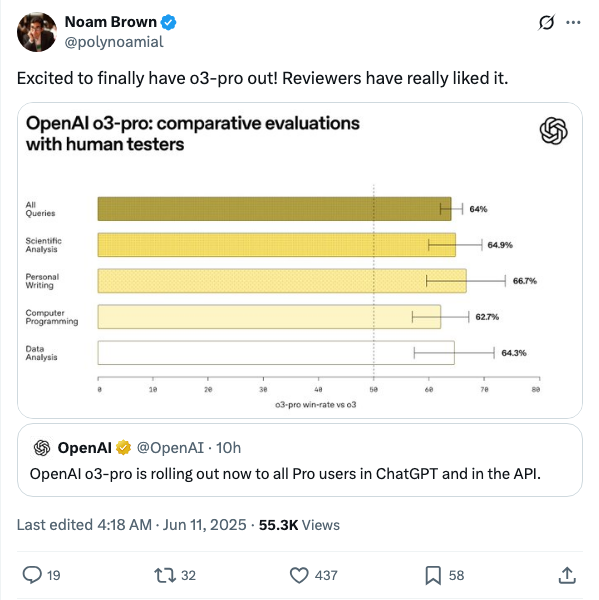 Noam Brown
@polynoamial
Excited to finally have o3-pro out! Reviewers have really liked it.
OpenAI o3-pro: comparative evaluations
with human testers
All
Queries
64%
Scientific
Analysis
64.9%
Personal
Writing
66.7%
Computer
Programming
62.7%
Data
Analysis
64.3%
0 10 20 30 40 50 60 70 80
o3-pro win-rate vs o3
OpenAI @OpenAI · 10h
OpenAI o3-pro is rolling out now to all Pro users in ChatGPT and in the API.
Last edited 4:18 AM · Jun 11, 2025 · 55.3K Views
19 32 437 58